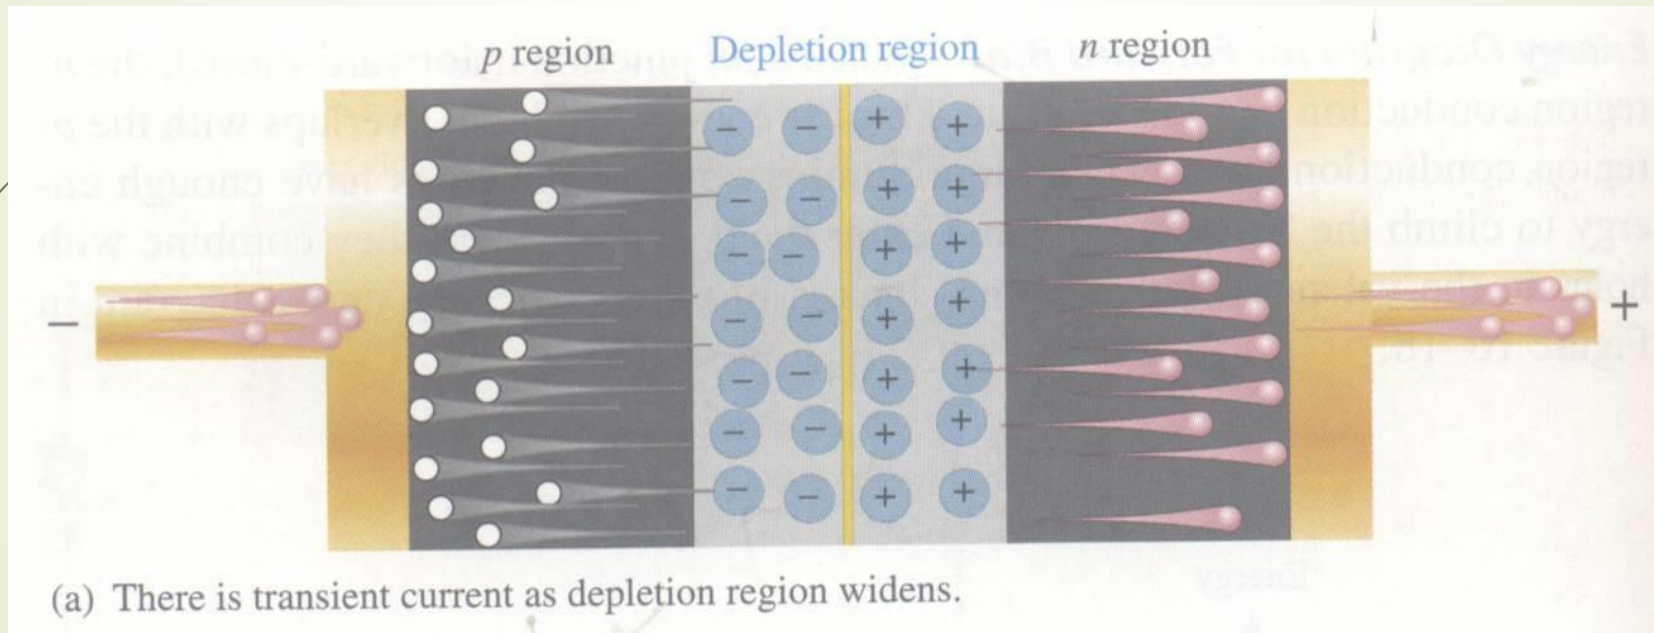 p region Depletion region n region
− +
− − + +
− − + +
− − + +
− − + +
− − + +
− − + +
− − + +
(a) There is transient current as depletion region widens.